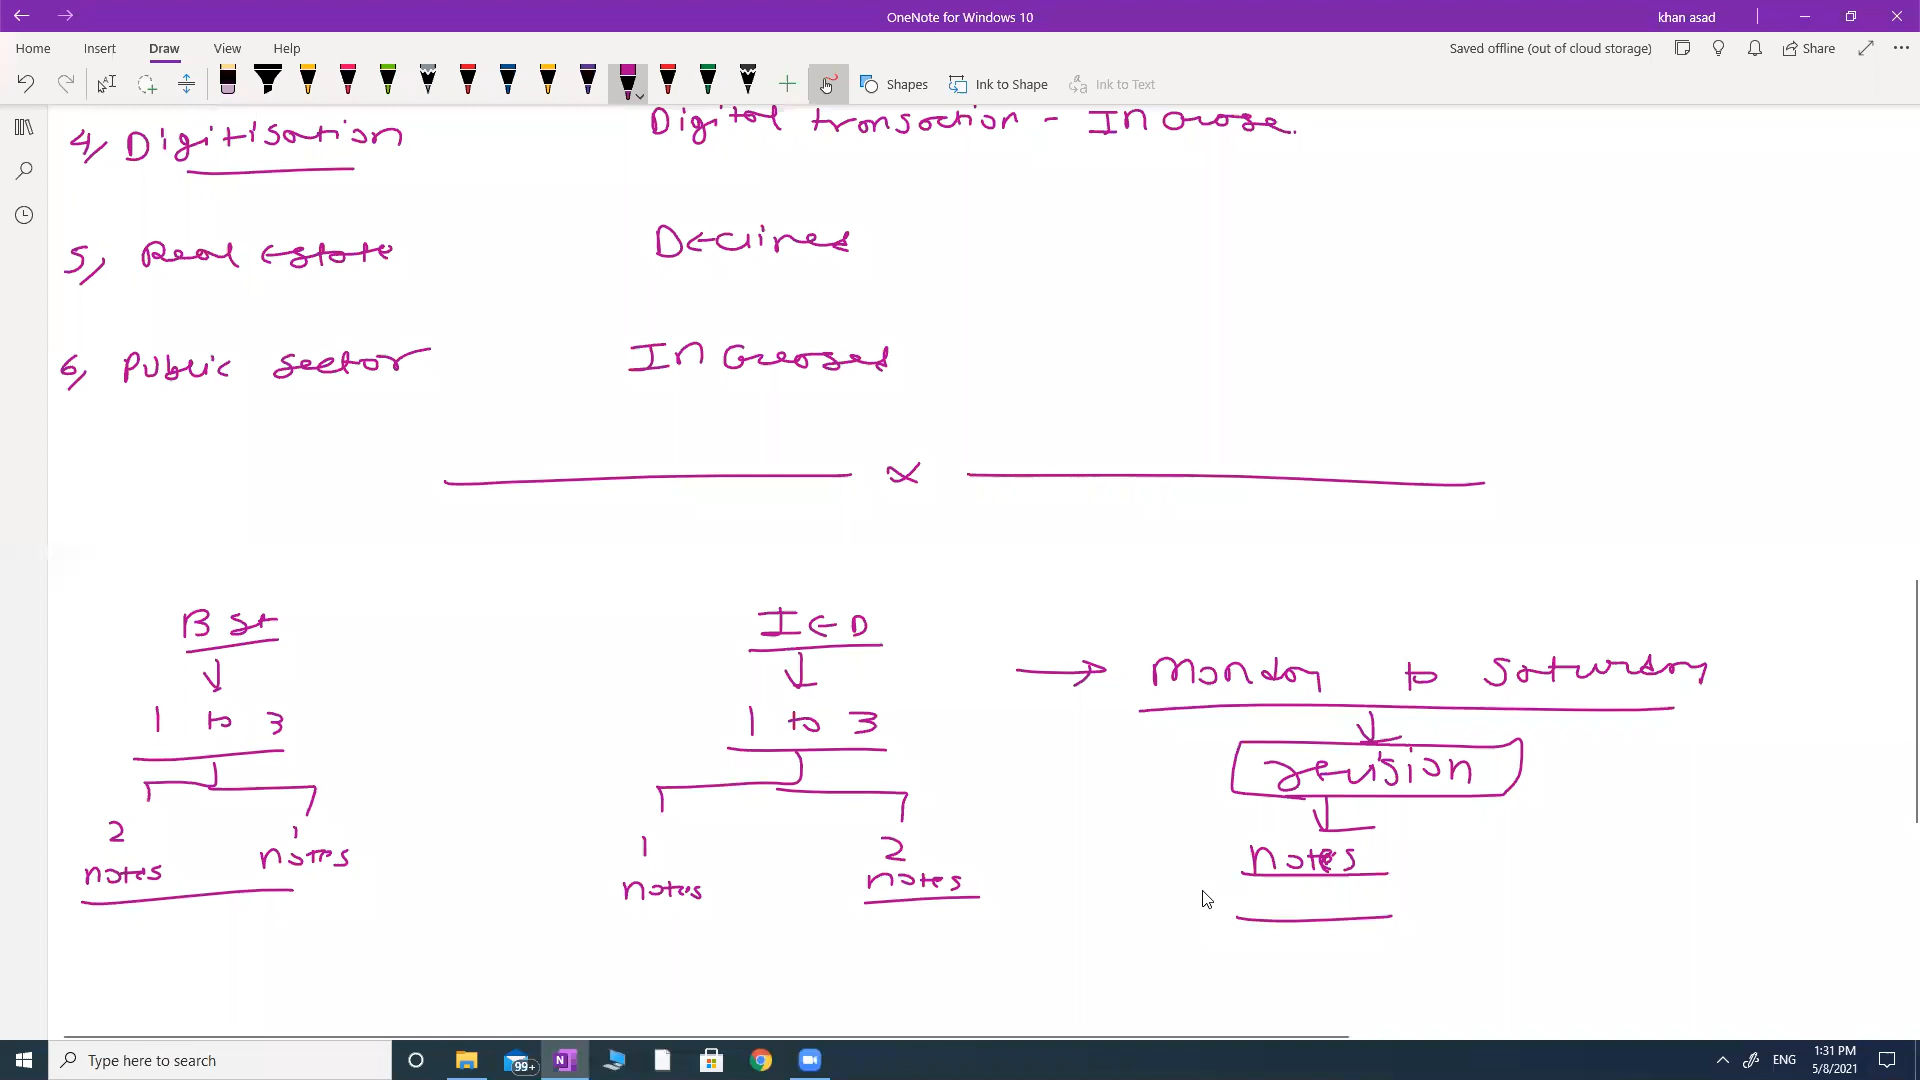 OneNote for Windows 10
khan asad
Home Insert Draw View Help
Saved offline (out of cloud storage)
Share
Shapes
Ink to Shape
Ink to Text
4, Digitisation Digital transaction - Increase.
5, Real Estate Declined
6, Public Sector Increased
x
B St IED → Monday to Saturday
1 to 3 1 to 3
revision
2 1 1 2
notes notes notes notes notes
Type here to search
99+
ENG
1:31 PM
5/8/2021